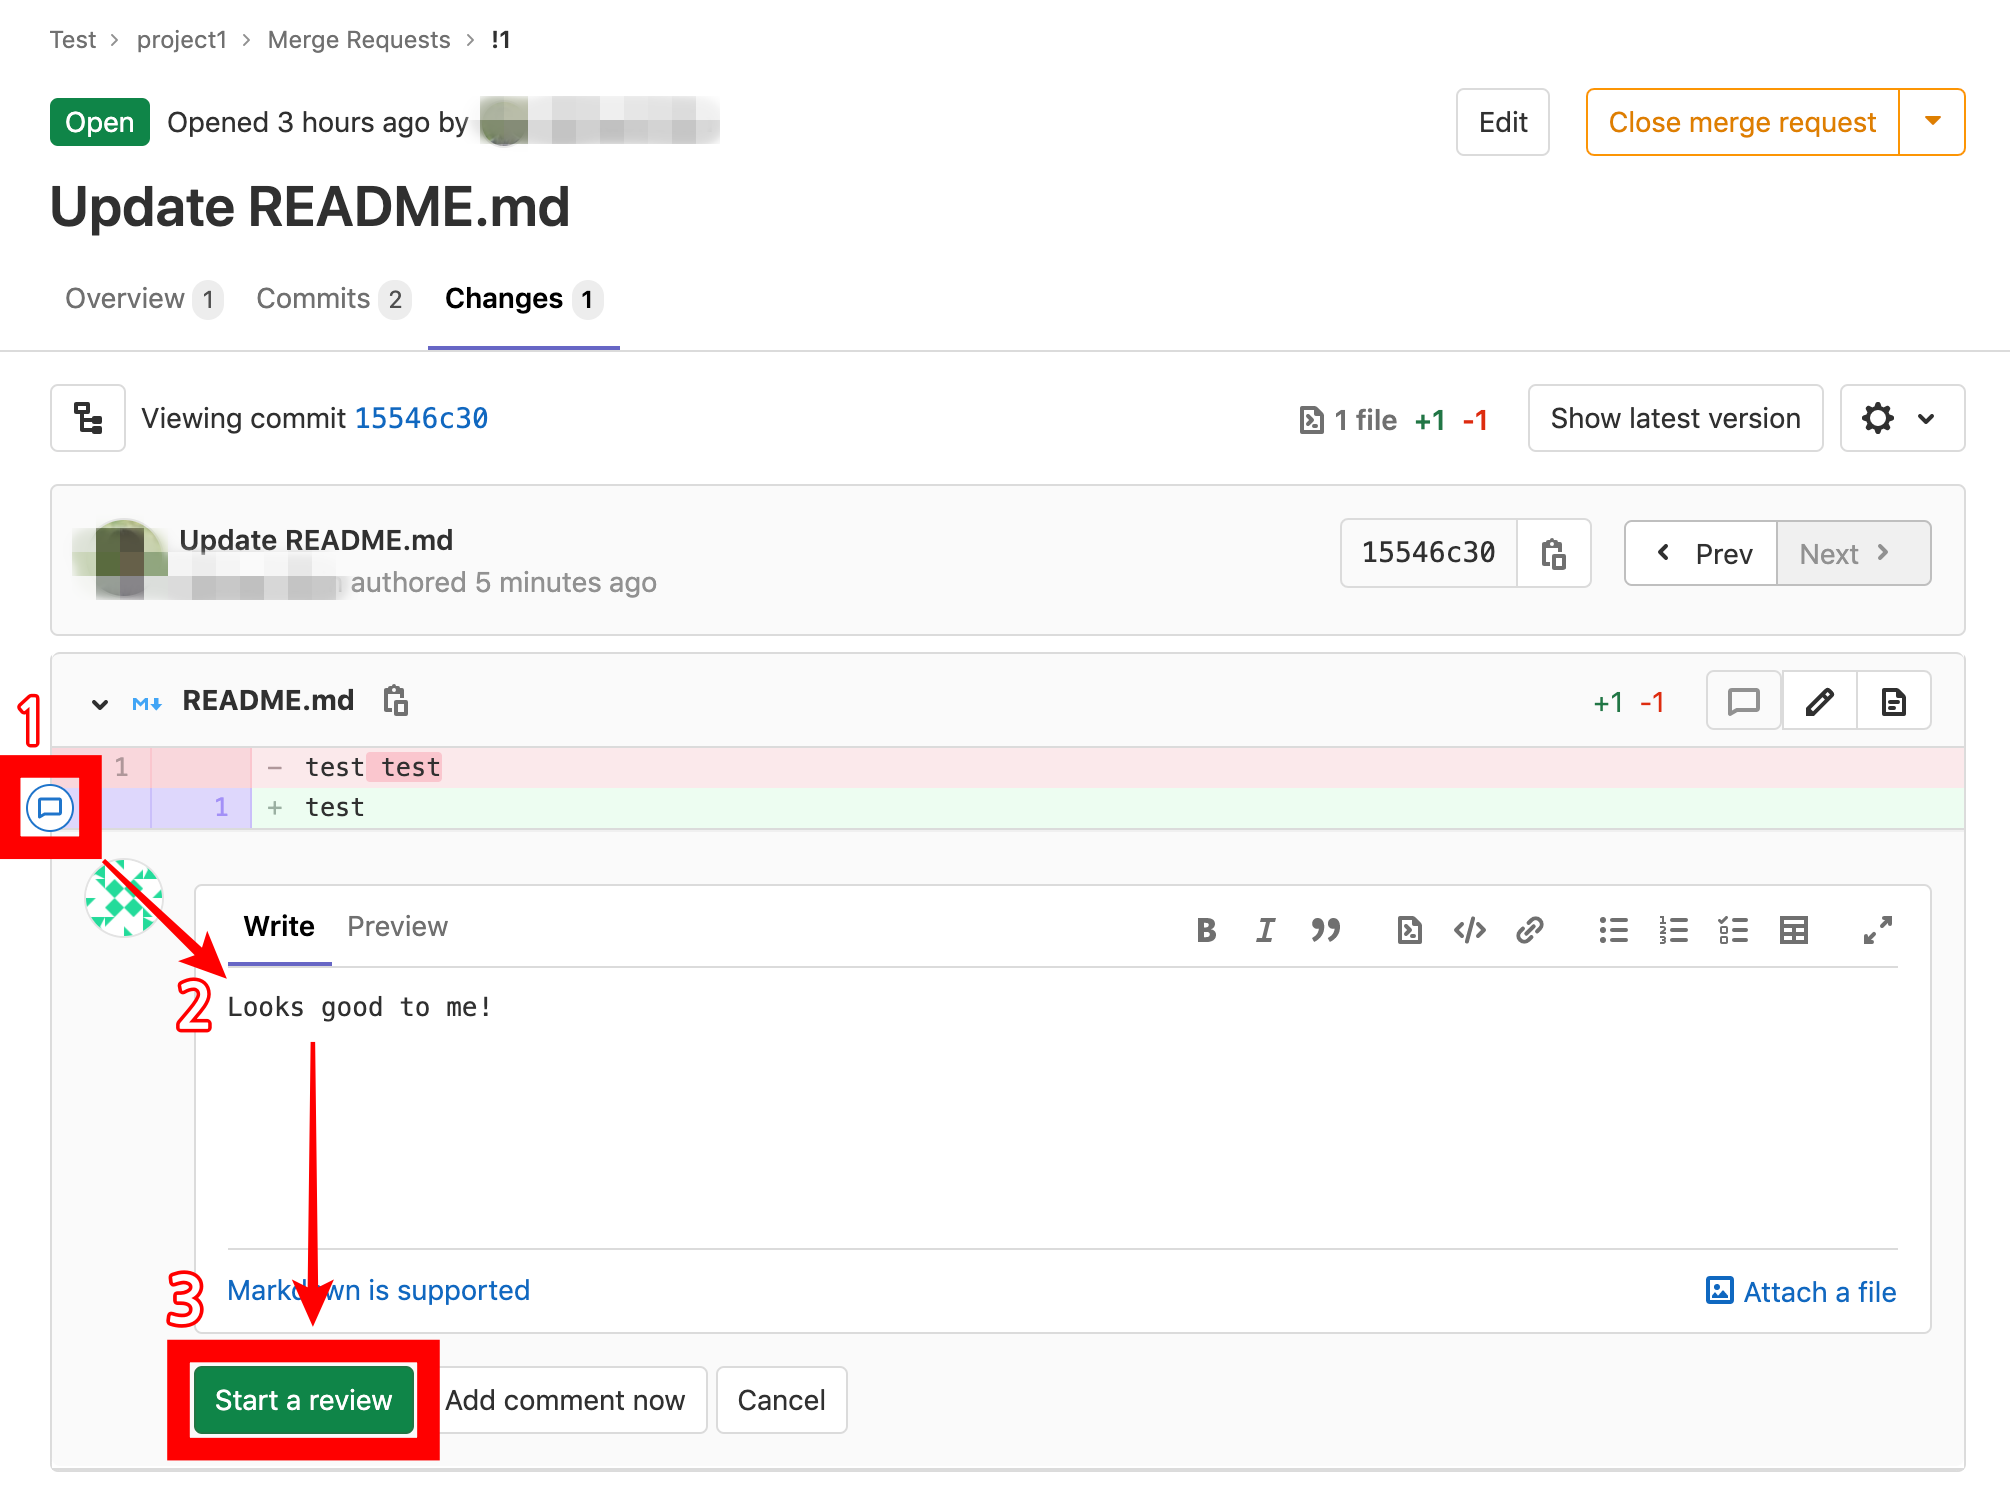 Test > project1 > Merge Requests > !1
Open Opened 3 hours ago by
Edit
Close merge request
Update README.md
Overview 1 Commits 2 Changes 1
Viewing commit 15546c30
1 file +1 -1
Show latest version
Update README.md
authored 5 minutes ago
15546c30
Prev
Next
README.md
+1 -1
1
1 - test test
1 + test
Write Preview
2
Looks good to me!
3
Markdown is supported
Attach a file
Start a review
Add comment now
Cancel